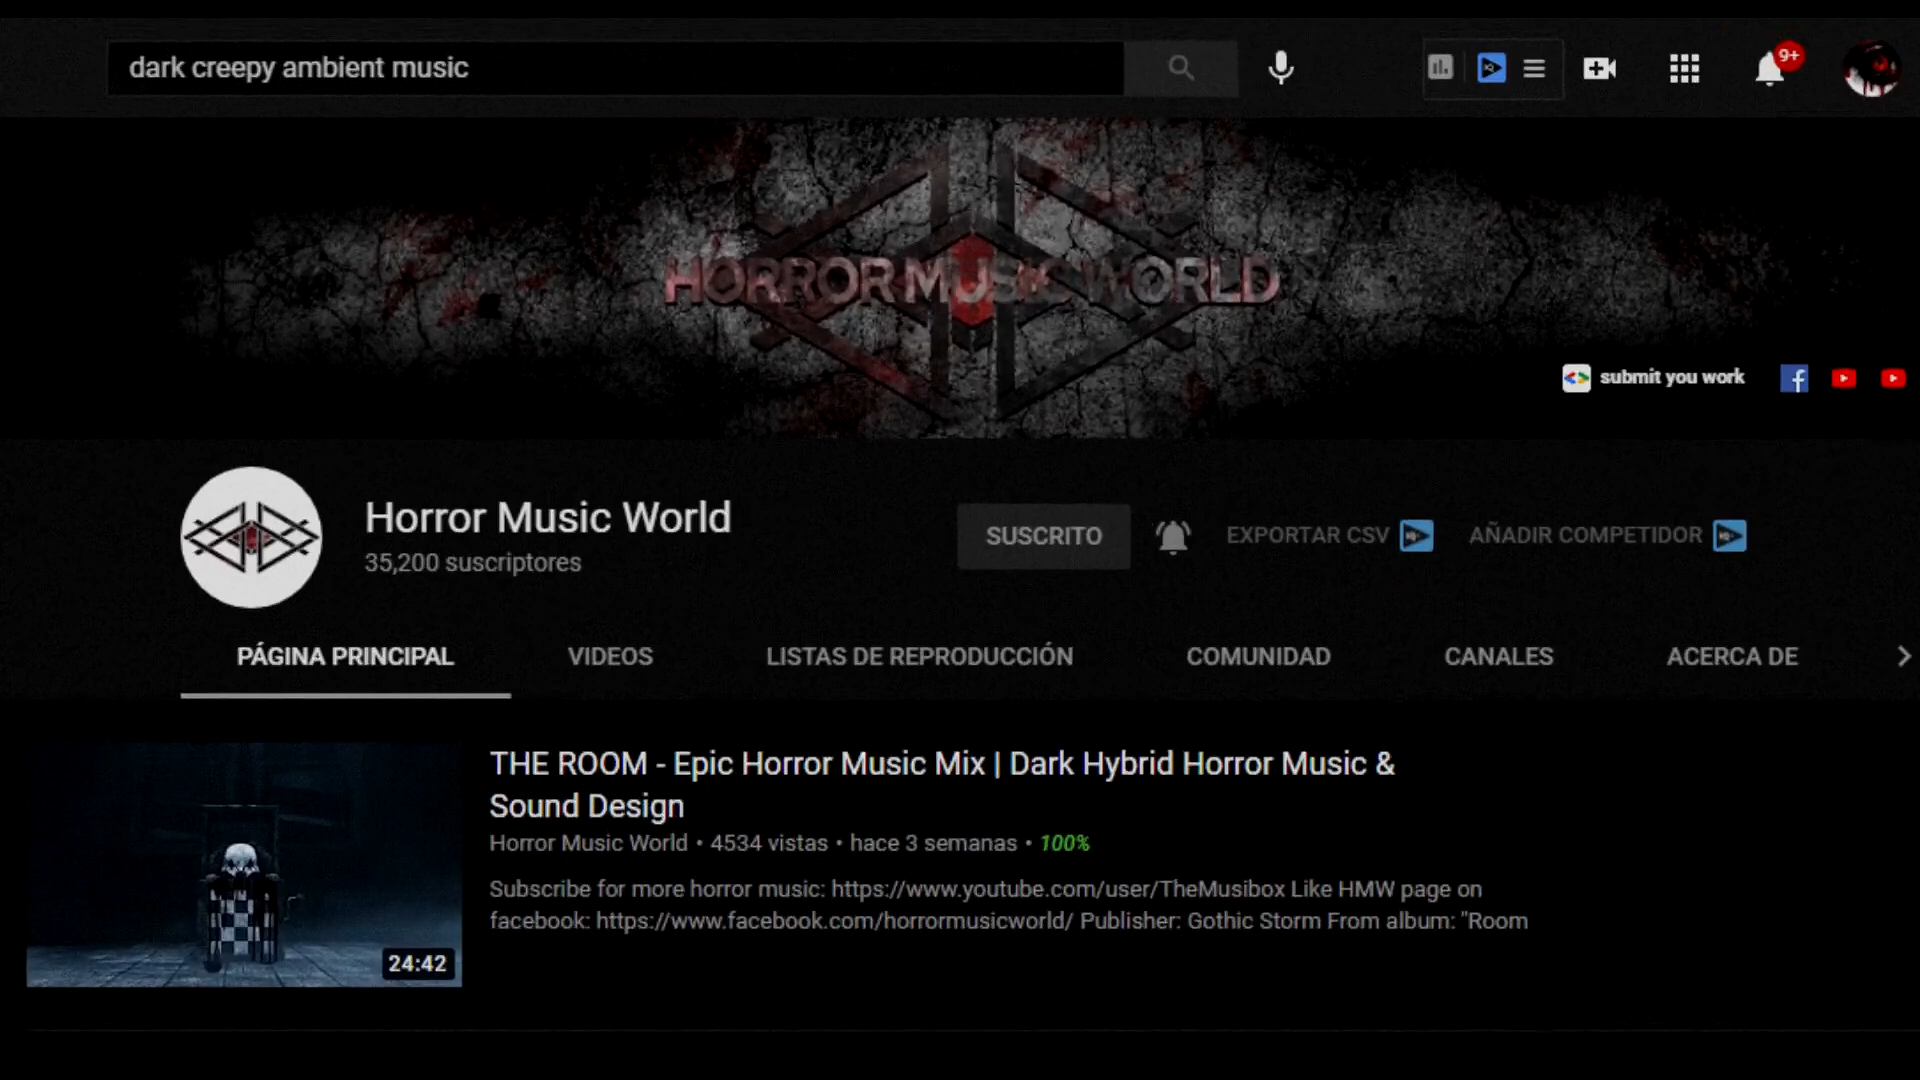 dark creepy ambient music
9+
HORROR MUSIC WORLD
submit you work
Horror Music World
35,200 suscriptores
SUSCRITO
EXPORTAR CSV
AÑADIR COMPETIDOR
PÁGINA PRINCIPAL
VIDEOS
LISTAS DE REPRODUCCIÓN
COMUNIDAD
CANALES
ACERCA DE
THE ROOM - Epic Horror Music Mix | Dark Hybrid Horror Music &
Sound Design
Horror Music World • 4534 vistas • hace 3 semanas • 100%
Subscribe for more horror music: https://www.youtube.com/user/TheMusibox Like HMW page on
facebook: https://www.facebook.com/horrormusicworld/ Publisher: Gothic Storm From album: "Room
24:42